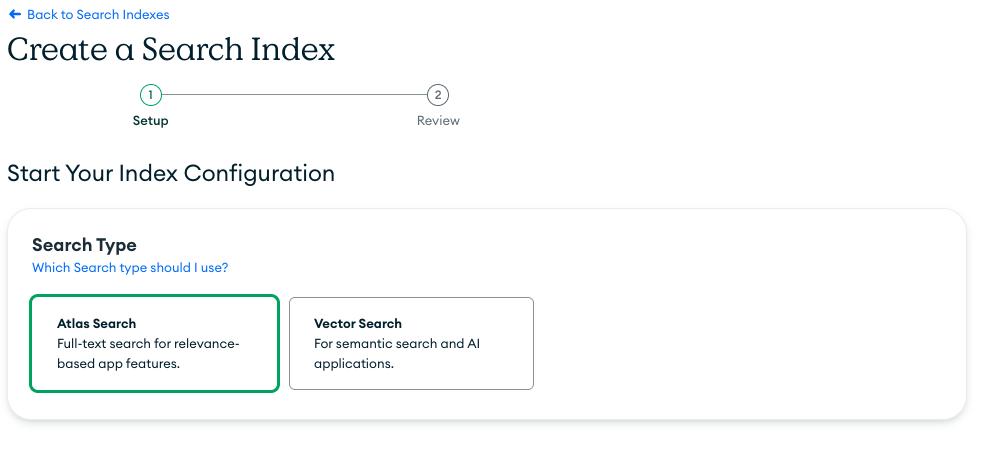 Back to Search Indexes
Create a Search Index
1
2
Setup
Review
Start Your Index Configuration
Search Type
Which Search type should I use?
Atlas Search
Full-text search for relevance-
based app features.
Vector Search
For semantic search and AI
applications.